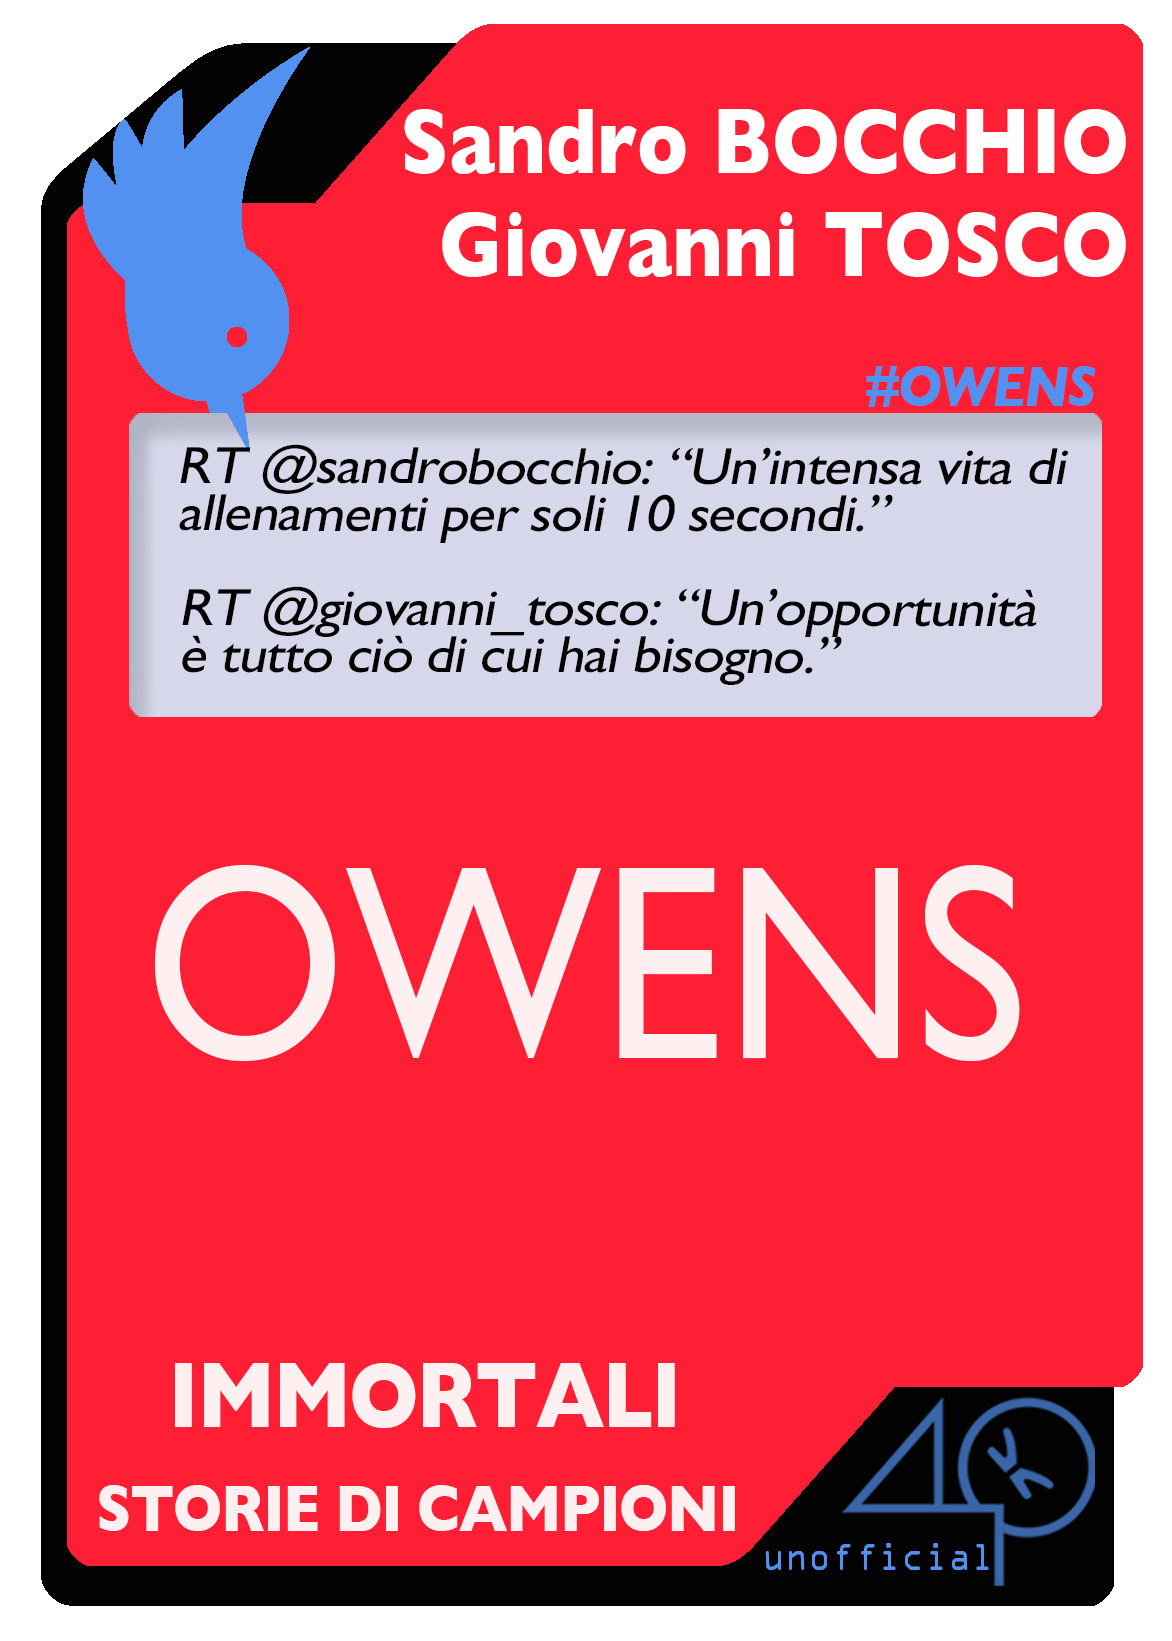 Sandro BOCCHIO
Giovanni TOSCO
#OWENS
RT @sandrobocchio: “Un’intensa vita di
allenamenti per soli 10 secondi.”
RT @giovanni_tosco: “Un’opportunità
è tutto ciò di cui hai bisogno.”
OWENS
IMMORTALI
STORIE DI CAMPIONI
40K
unofficial